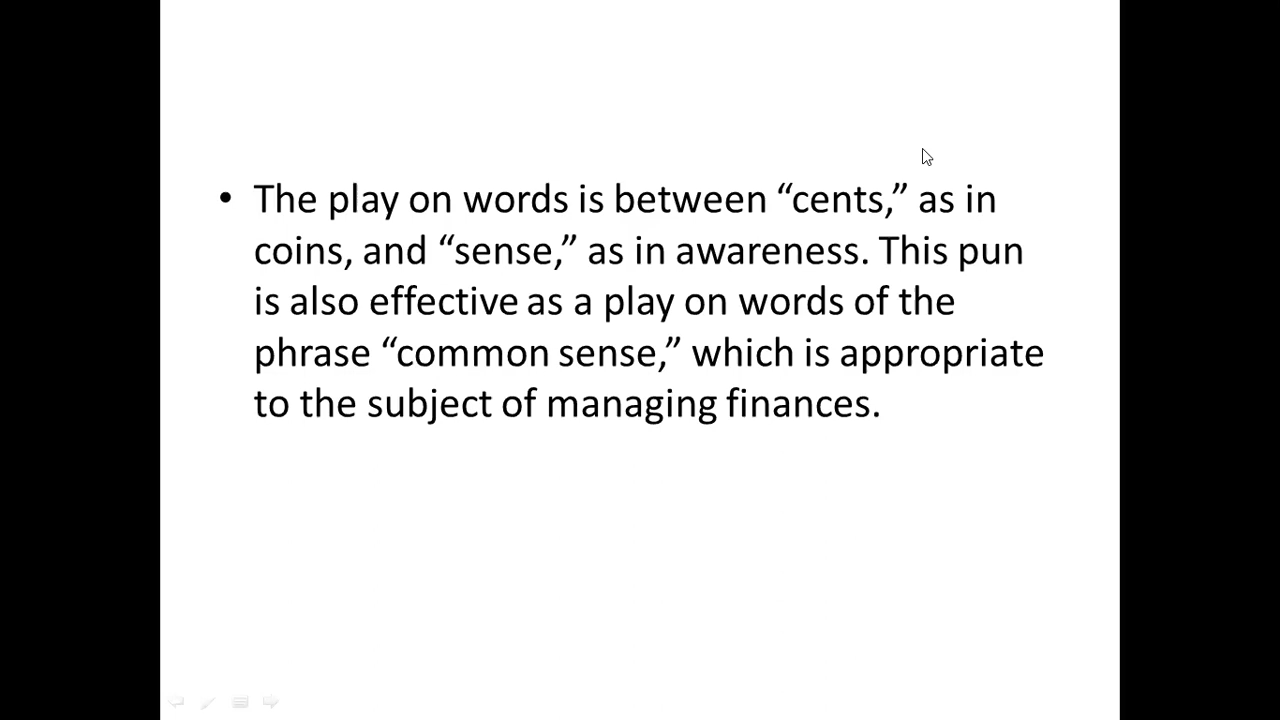 • The play on words is between “cents,” as in
coins, and “sense,” as in awareness. This pun
is also effective as a play on words of the
phrase “common sense,” which is appropriate
to the subject of managing finances.